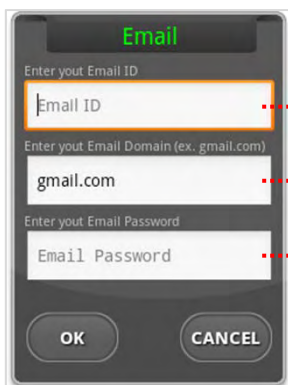 Email
Enter yout Email ID
Email ID
Enter yout Email Domain (ex. gmail.com)
gmail.com
Enter yout Email Password
Email Password
OK CANCEL